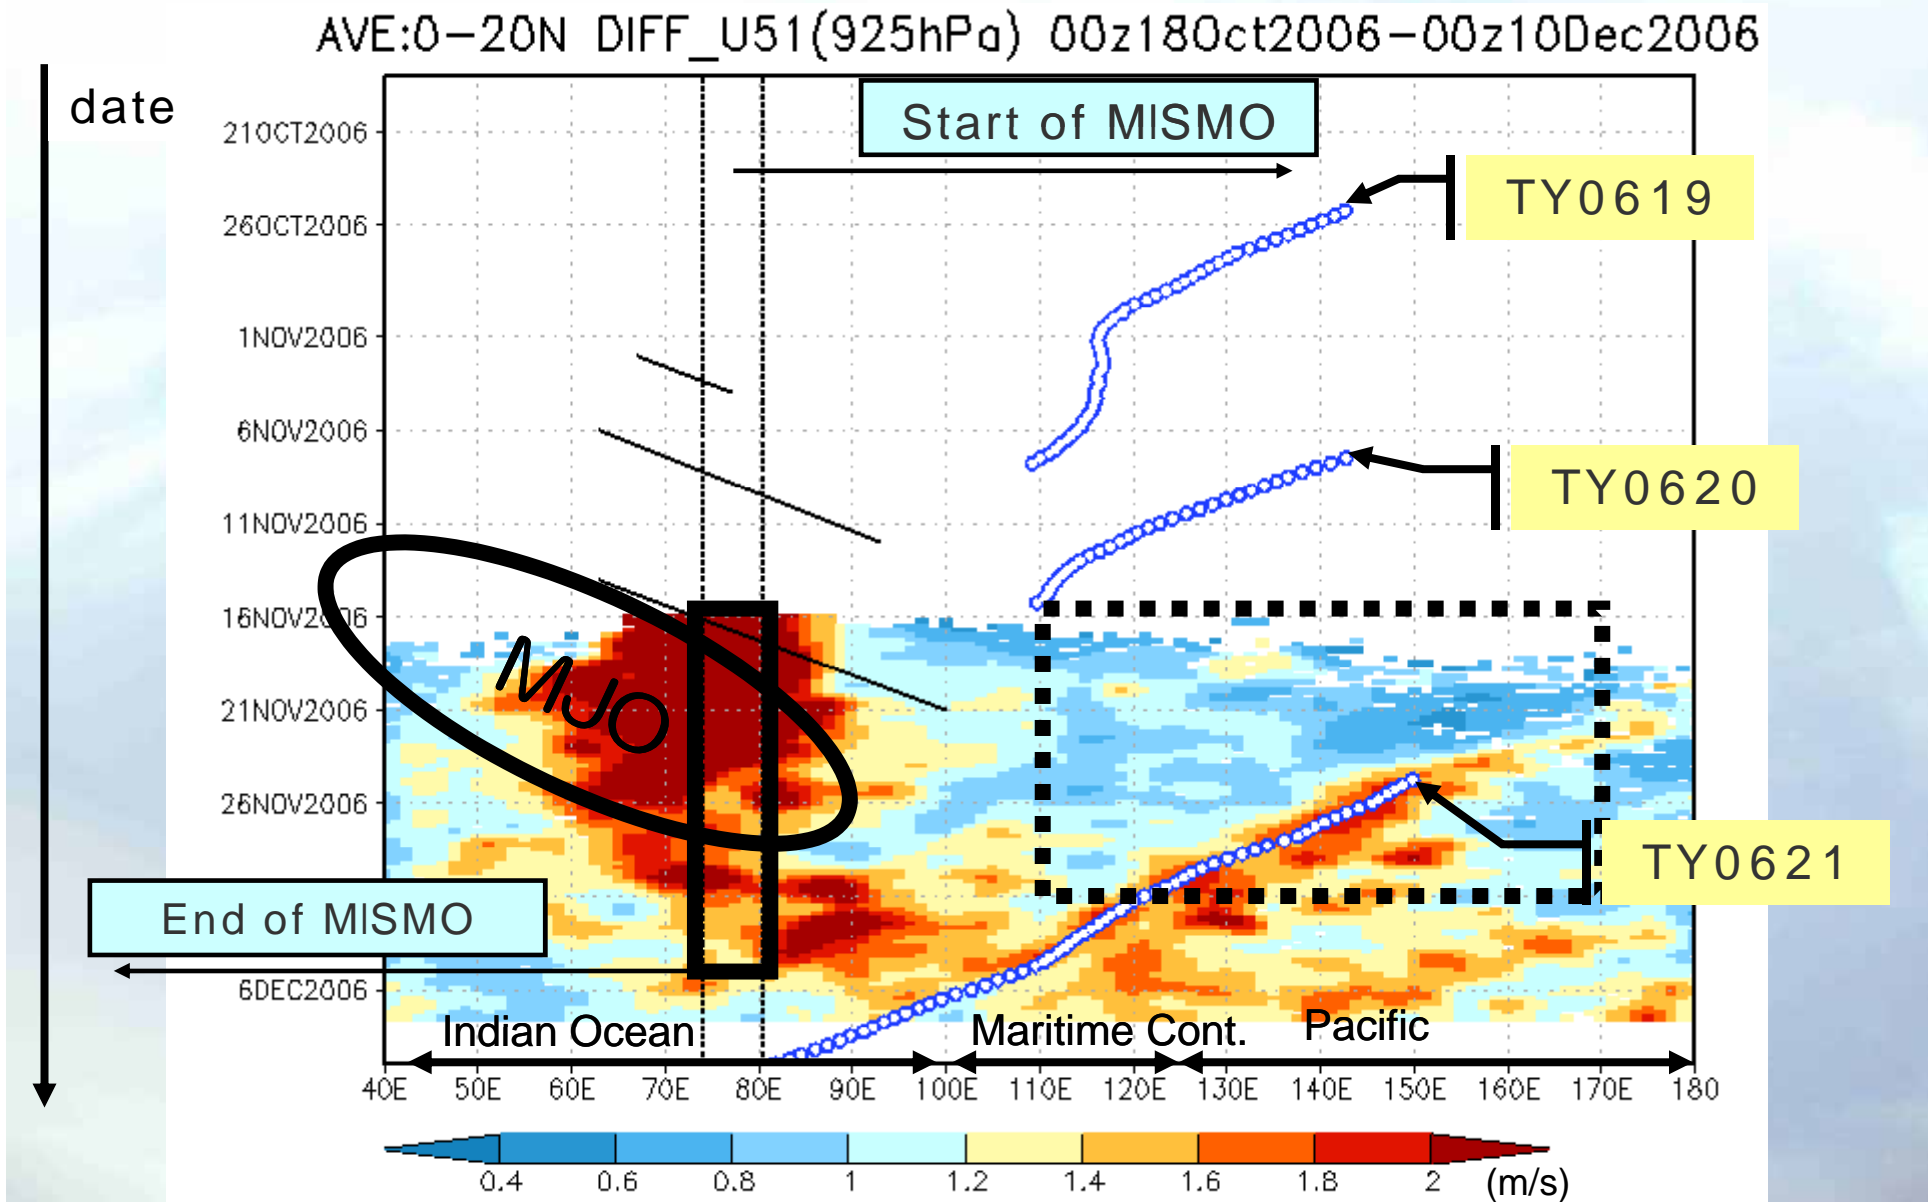 AVE:0-20N DIFF_U51(925hPa) 00z18Oct2006-00z10Dec2006
date
21OCT2006
26OCT2006
1NOV2006
6NOV2006
11NOV2006
16NOV2006
21NOV2006
26NOV2006
6DEC2006
Start of MISMO
TY0619
TY0620
MJO
TY0621
End of MISMO
Indian Ocean
Maritime Cont.
Pacific
40E 50E 60E 70E 80E 90E 100E 110E 120E 130E 140E 150E 160E 170E 180
0.4 0.6 0.8 1 1.2 1.4 1.6 1.8 2 (m/s)